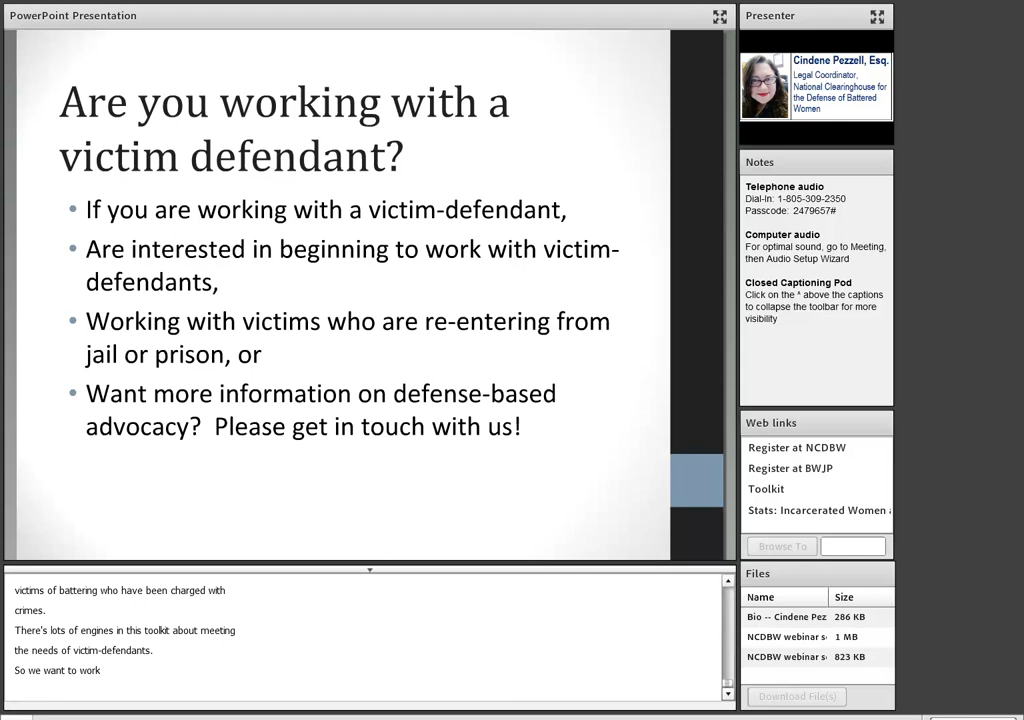 PowerPoint Presentation
Are you working with a
victim defendant?
• If you are working with a victim-defendant,
• Are interested in beginning to work with victim-
defendants,
• Working with victims who are re-entering from
jail or prison, or
• Want more information on defense-based
advocacy? Please get in touch with us!
victims of battering who have been charged with
crimes.
There's lots of engines in this toolkit about meeting
the needs of victim-defendants.
So we want to work
Presenter
Cindene Pezzell, Esq.
Legal Coordinator,
National Clearinghouse for
the Defense of Battered
Women
Notes
Telephone audio
Dial-In: 1-805-309-2350
Passcode: 2479657#
Computer audio
For optimal sound, go to Meeting,
then Audio Setup Wizard
Closed Captioning Pod
Click on the ^ above the captions
to collapse the toolbar for more
visibility
Web links
Register at NCDBW
Register at BWJP
Toolkit
Stats: Incarcerated Women
Browse To
Files
Name Size
Bio -- Cindene Pez 286 KB
NCDBW webinar s 1 MB
NCDBW webinar s 823 KB
Download File(s)